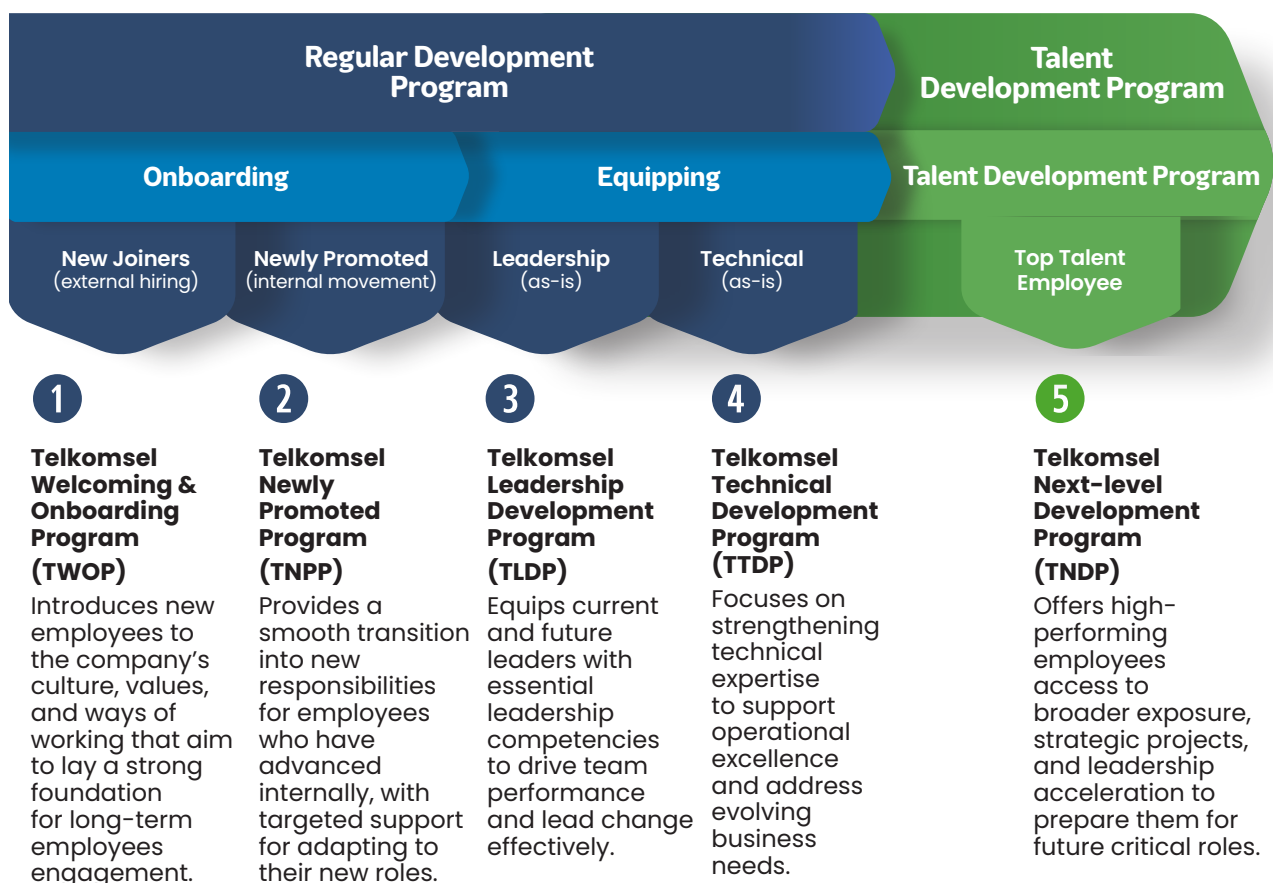 Regular Development
Program
Talent
Development Program
Onboarding
Equipping
Talent Development Program
New Joiners
(external hiring)
Newly Promoted
(internal movement)
Leadership
(as-is)
Technical
(as-is)
Top Talent
Employee
1
Telkomsel
Welcoming &
Onboarding
Program
(TWOP)
Introduces new
employees to
the company's
culture, values,
and ways of
working that aim
to lay a strong
foundation
for long-term
employees
engagement.
2
Telkomsel
Newly
Promoted
Program
(TNPP)
Provides a
smooth transition
into new
responsibilities
for employees
who have
advanced
internally, with
targeted support
for adapting to
their new roles.
3
Telkomsel
Leadership
Development
Program
(TLDP)
Equips current
and future
leaders with
essential
leadership
competencies
to drive team
performance
and lead change
effectively.
4
Telkomsel
Technical
Development
Program
(TTDP)
Focuses on
strengthening
technical
expertise
to support
operational
excellence
and address
evolving
business
needs.
5
Telkomsel
Next-level
Development
Program
(TNDP)
Offers high-
performing
employees
access to
broader exposure,
strategic projects,
and leadership
acceleration to
prepare them for
future critical roles.